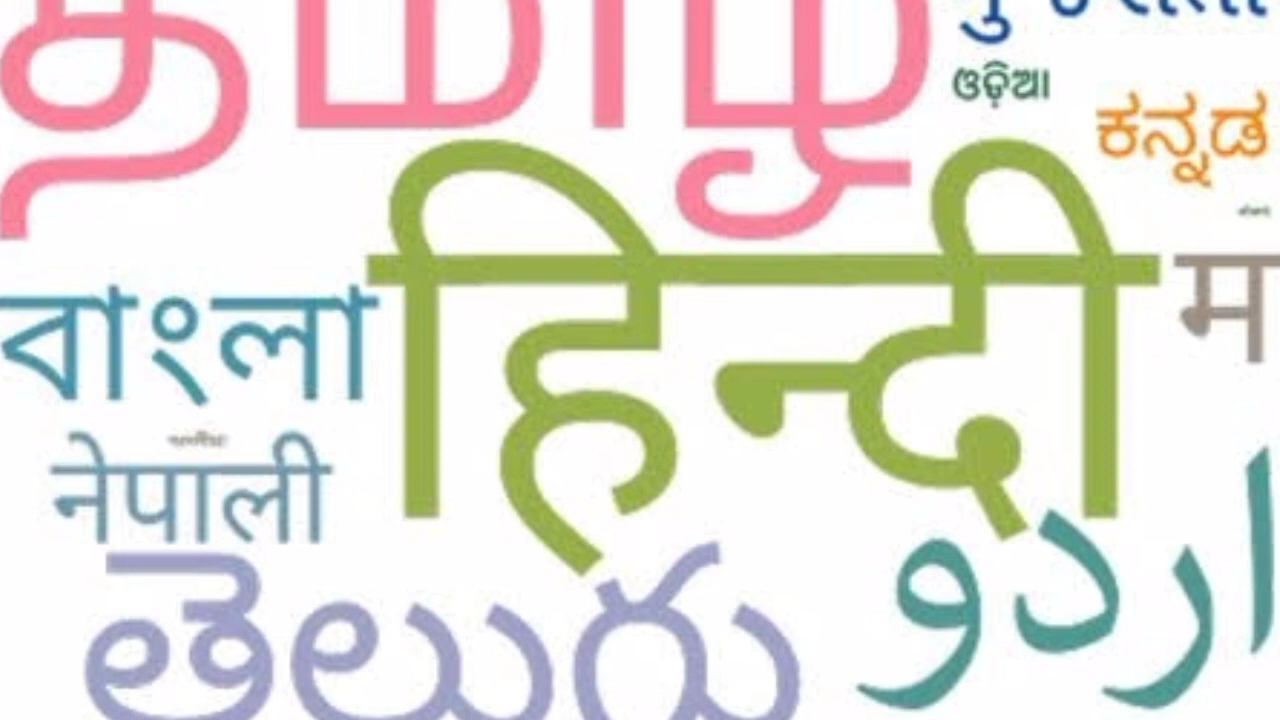 தமிழ்
ଓଡ଼ିଆ
ಕನ್ನಡ
हिन्दी
বাংলা
नेपाली
اردو
తెలుగు